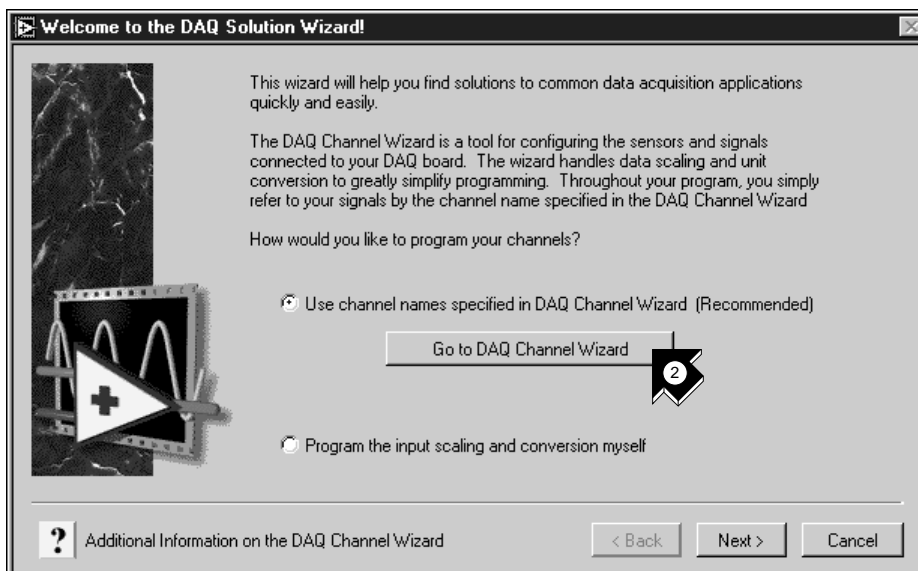 Welcome to the DAQ Solution Wizard!
This wizard will help you find solutions to common data acquisition applications
quickly and easily.
The DAQ Channel Wizard is a tool for configuring the sensors and signals
connected to your DAQ board. The wizard handles data scaling and unit
conversion to greatly simplify programming. Throughout your program, you simply
refer to your signals by the channel name specified in the DAQ Channel Wizard
How would you like to program your channels?
Use channel names specified in DAQ Channel Wizard (Recommended)
Go to DAQ Channel Wizard
2
Program the input scaling and conversion myself
? Additional Information on the DAQ Channel Wizard
< Back
Next >
Cancel